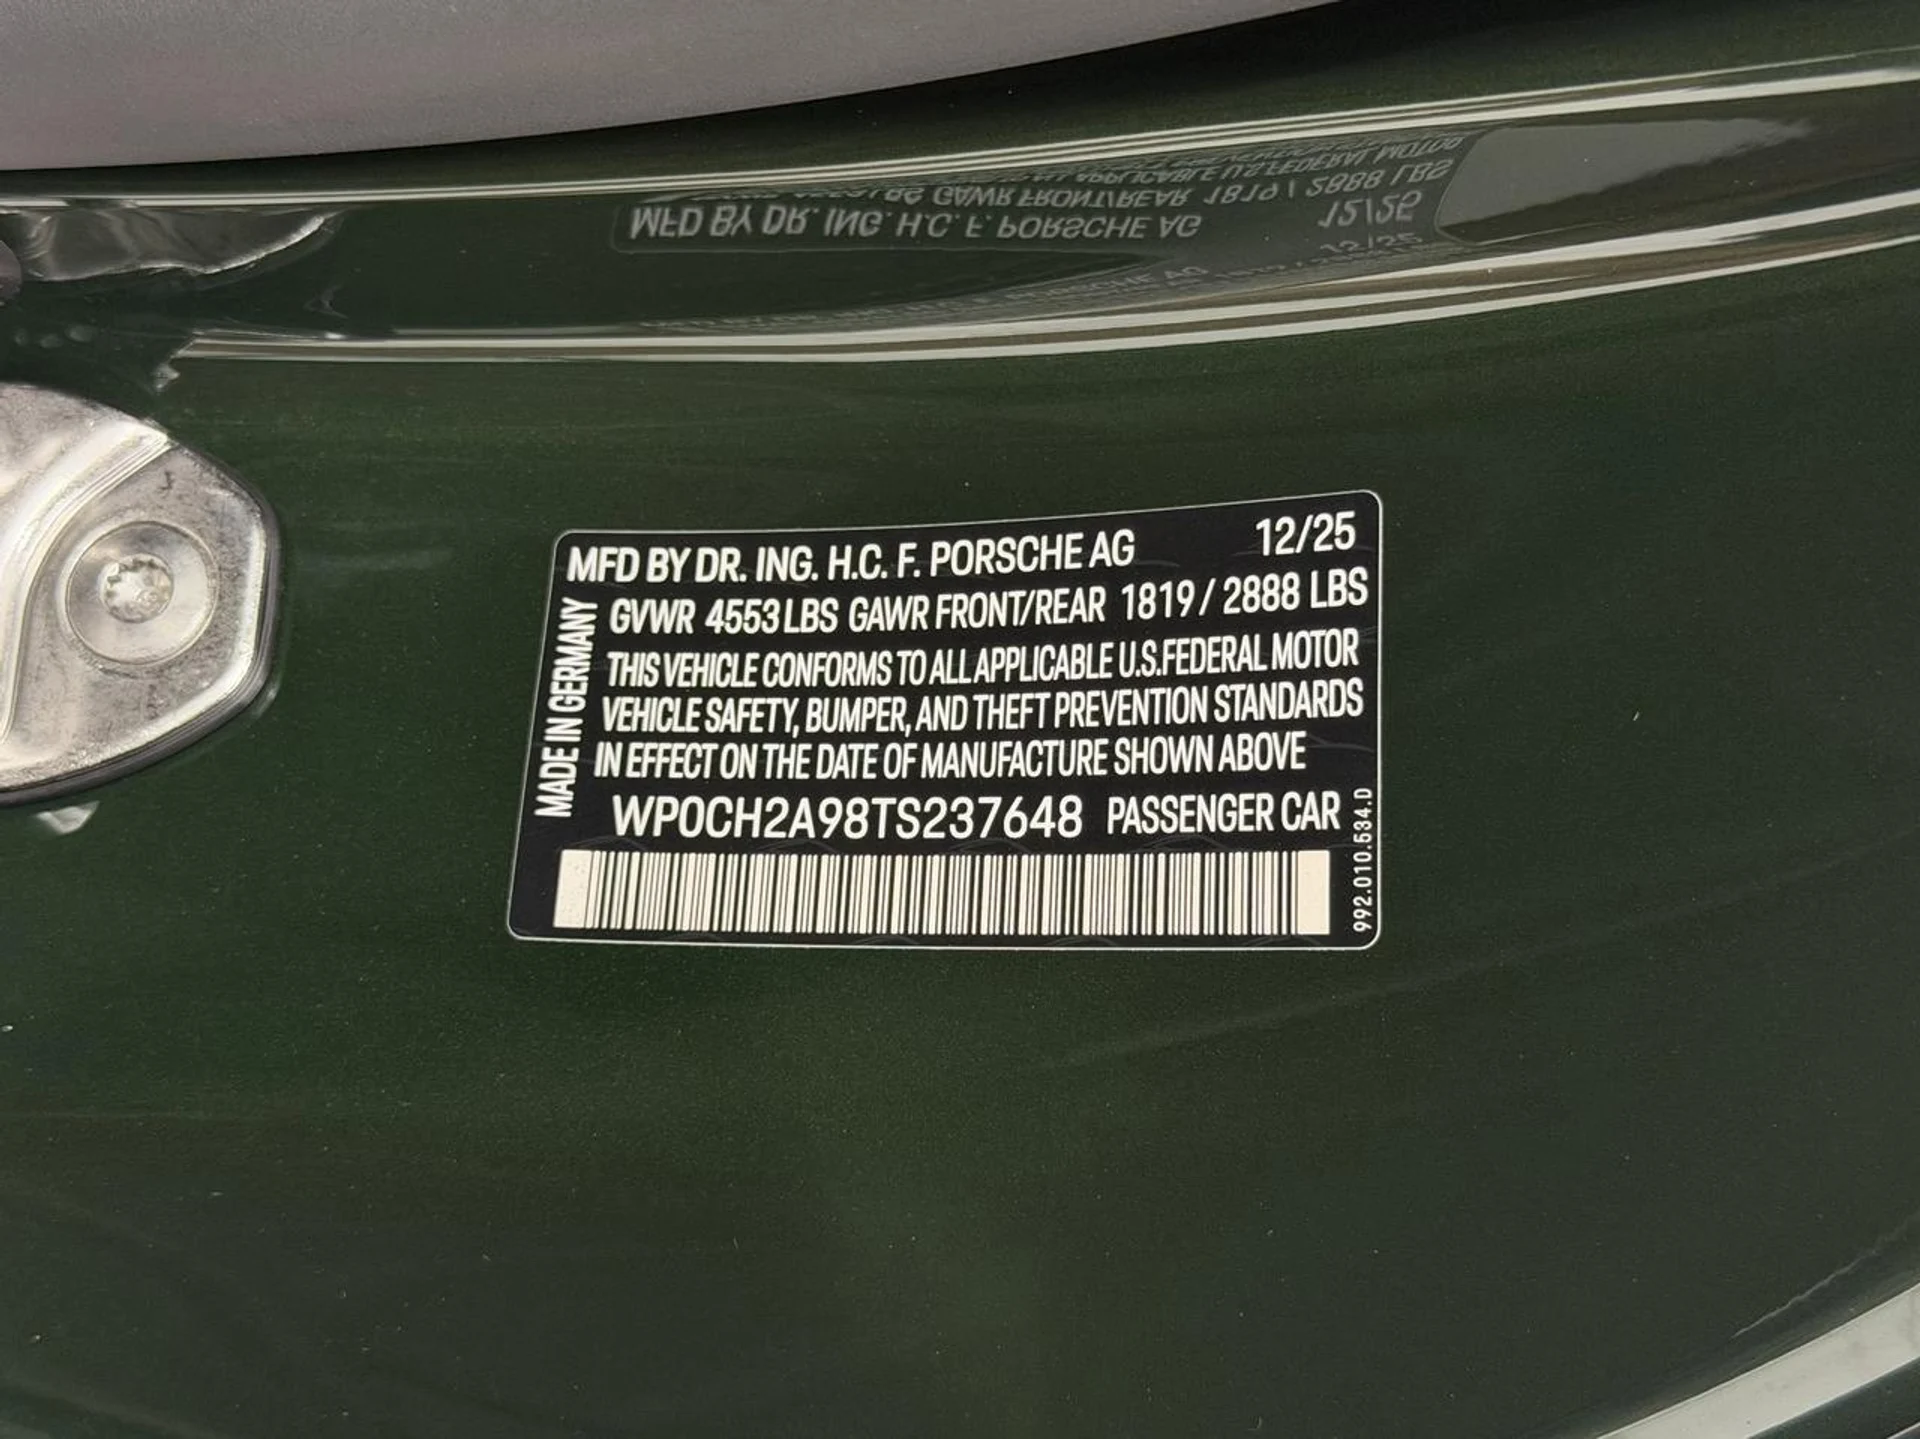 MFD BY DR. ING. H.C. F. PORSCHE AG 12/25
GVWR 4553 LBS GAWR FRONT/REAR 1819 / 2888 LBS
THIS VEHICLE CONFORMS TO ALL APPLICABLE U.S.FEDERAL MOTOR
VEHICLE SAFETY, BUMPER, AND THEFT PREVENTION STANDARDS
IN EFFECT ON THE DATE OF MANUFACTURE SHOWN ABOVE
WP0CH2A98TS237648 PASSENGER CAR
MADE IN GERMANY
992.010.534.D